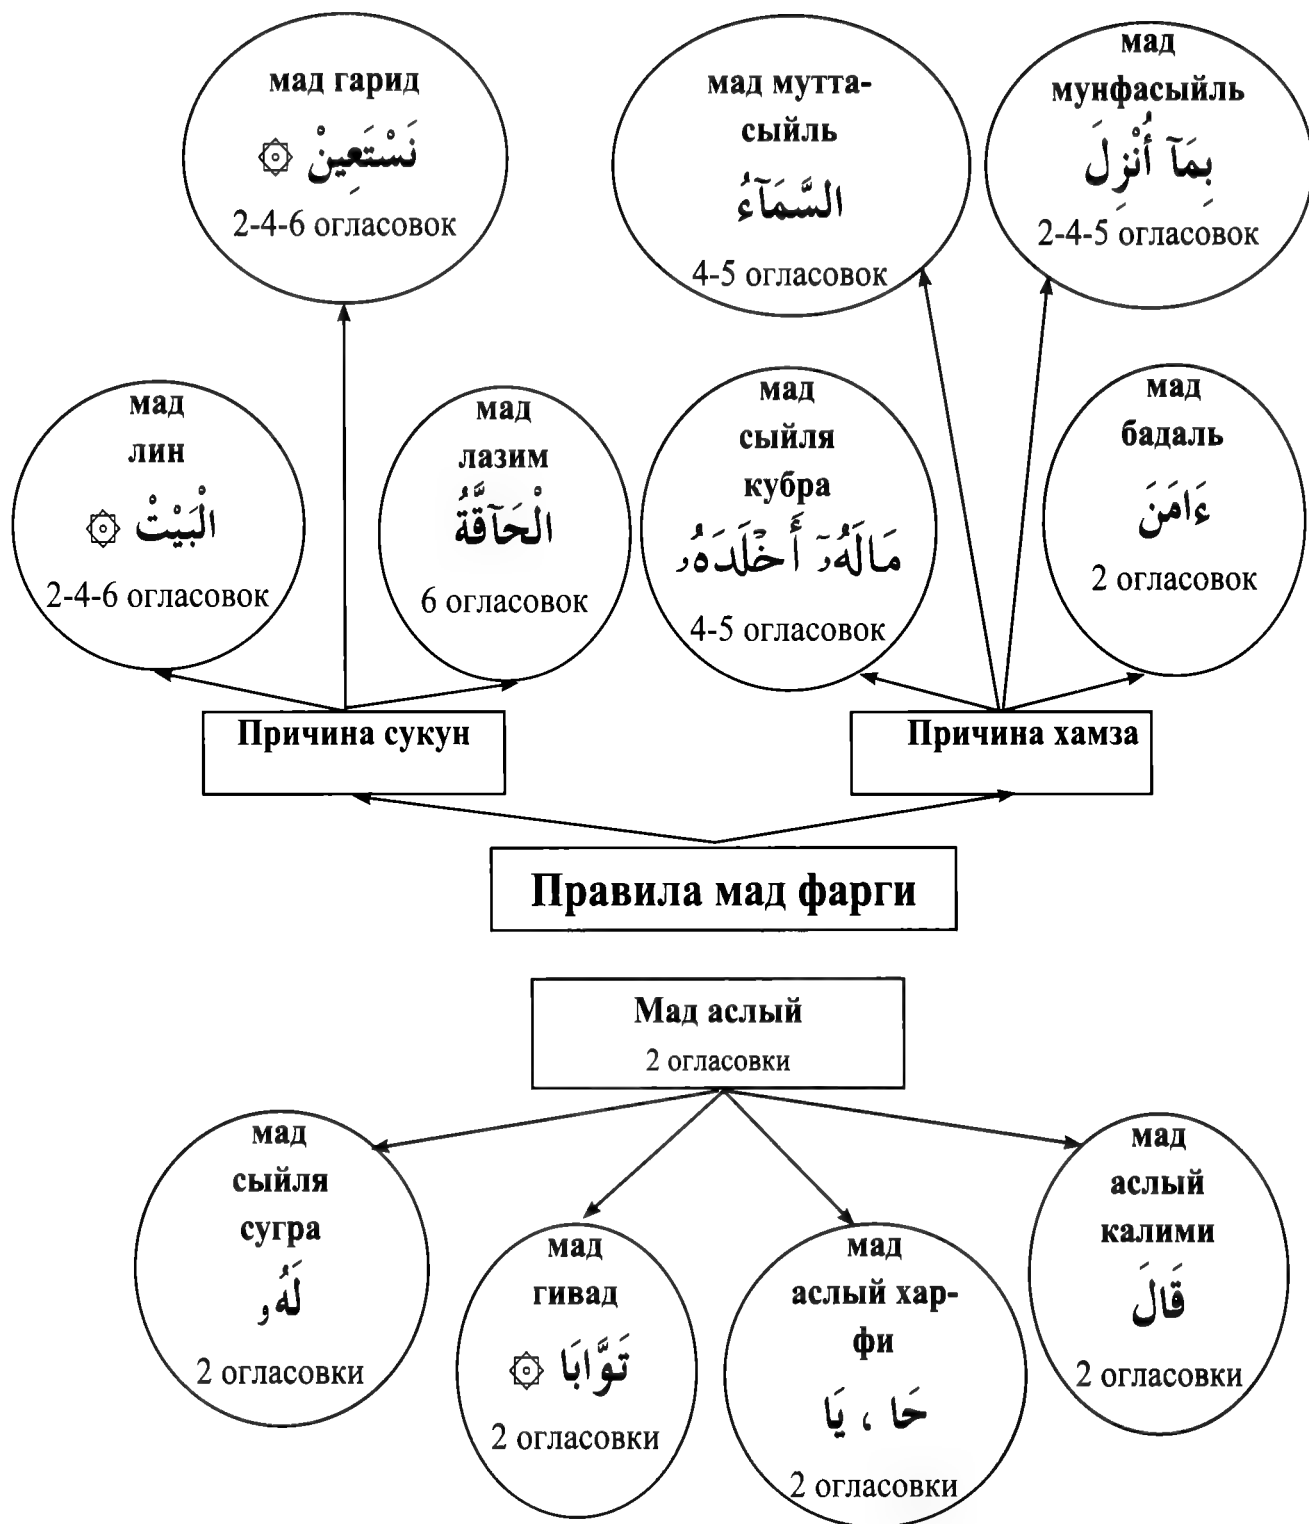 мад гарид
نَسْتَعِينْ ۞
2-4-6 огласовок
мад мутта-
сыйль
السَّمَآءُ
4-5 огласовок
мад
мунфасыйль
بِمَآ أُنْزِلَ
2-4-5 огласовок
мад
лин
الْبَيْتْ ۞
2-4-6 огласовок
мад
лазим
الْحَآقَّةُ
6 огласовок
мад
сыйля
кубра
مَالَهُۥٓ أَخْلَدَهُۥ
4-5 огласовок
мад
бадаль
ءَامَنَ
2 огласовок
Причина сукун
Причина хамза
Правила мад фарги
Мад аслый
2 огласовки
мад
сыйля
сугра
لَهُۥ
2 огласовки
мад
гивад
تَوَّابَا ۞
2 огласовки
мад
аслый хар-
фи
حَا ، يَا
2 огласовки
мад
аслый
калими
قَالَ
2 огласовки